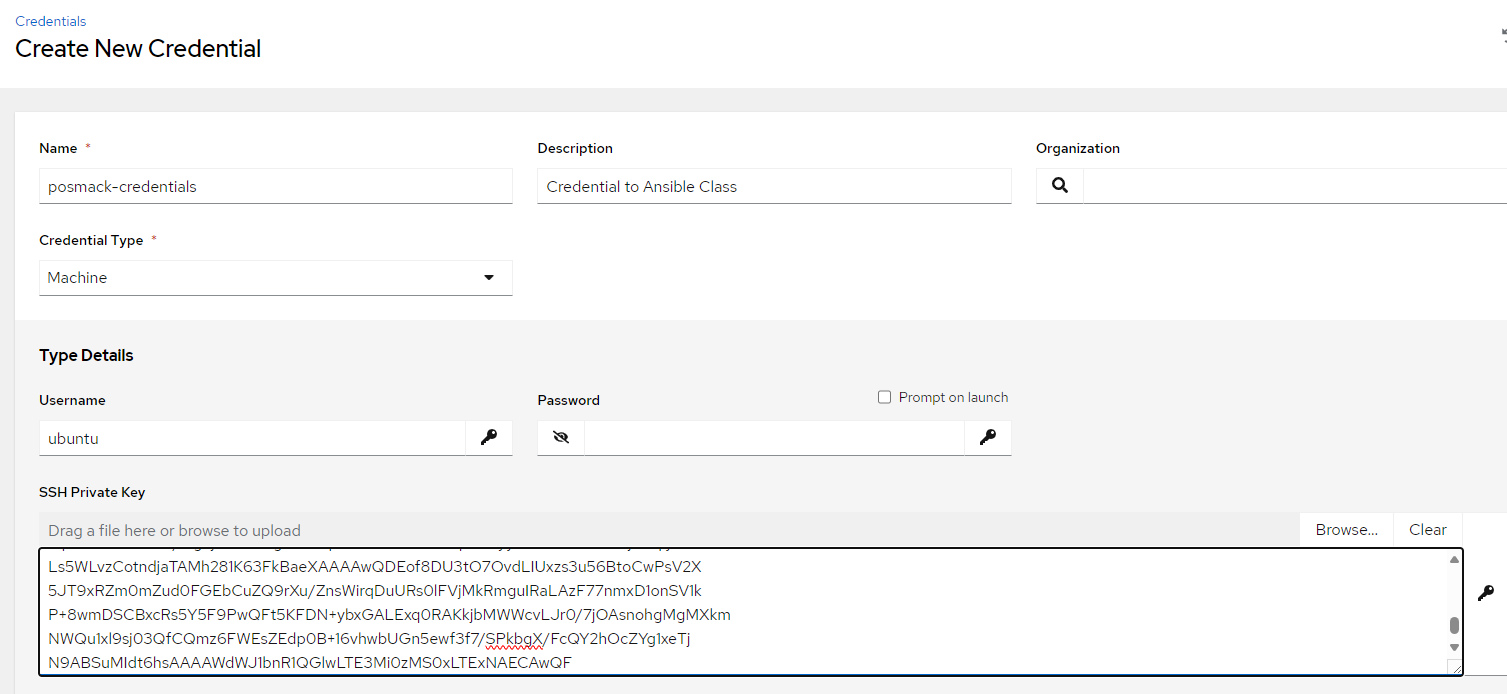 Credentials
Create New Credential
Name *
Description
Organization
posmack-credentials
Credential to Ansible Class
Credential Type *
Machine
Type Details
Username
Password
Prompt on launch
ubuntu
SSH Private Key
Drag a file here or browse to upload
Browse...
Clear
Ls5WLvzCotndjaTAMh281K63FkBaeXAAAAwQDEof8DU3tO7OvdLIUxzs3u56BtoCwPsV2X
5JT9xRZm0mZud0FGEbCuZQ9rXu/ZnsWirqDuURs0lFVjMkRmguIRaLAzF77nmxD1onSV1k
P+8wmDSCBxcRs5Y5F9PwQFt5KFDN+ybxGALExq0RAKkjbMWWcvLJr0/7jOAsnohgMgMXkm
NWQu1xl9sj03QfCQmz6FWEsZEdp0B+16vhwbUGn5ewf3f7/SPkbgX/FcQY2hOcZYg1xeTj
N9ABSuMIdt6hsAAAAWdWJ1bnR1QGlwLTE3Mi0zMS0xLTExNAECAwQF